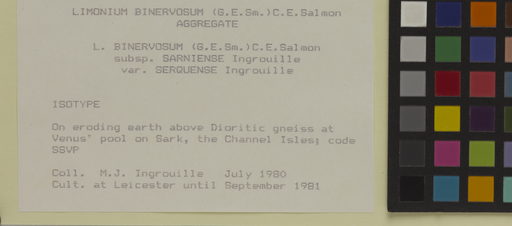 LIMONIUM BINERVOSUM (G.E.Sm.)C.E.Salmon
AGGREGATE
L. BINERVOSUM (G.E.Sm.)C.E.Salmon
subsp. SARNIENSE Ingrouille
var. SERQUENSE Ingrouille
ISOTYPE
On eroding earth above Dioritic gneiss at
Venus' pool on Sark, the Channel Isles; code
SSVP
Coll. M.J. Ingrouille July 1980
Cult. at Leicester until September 1981